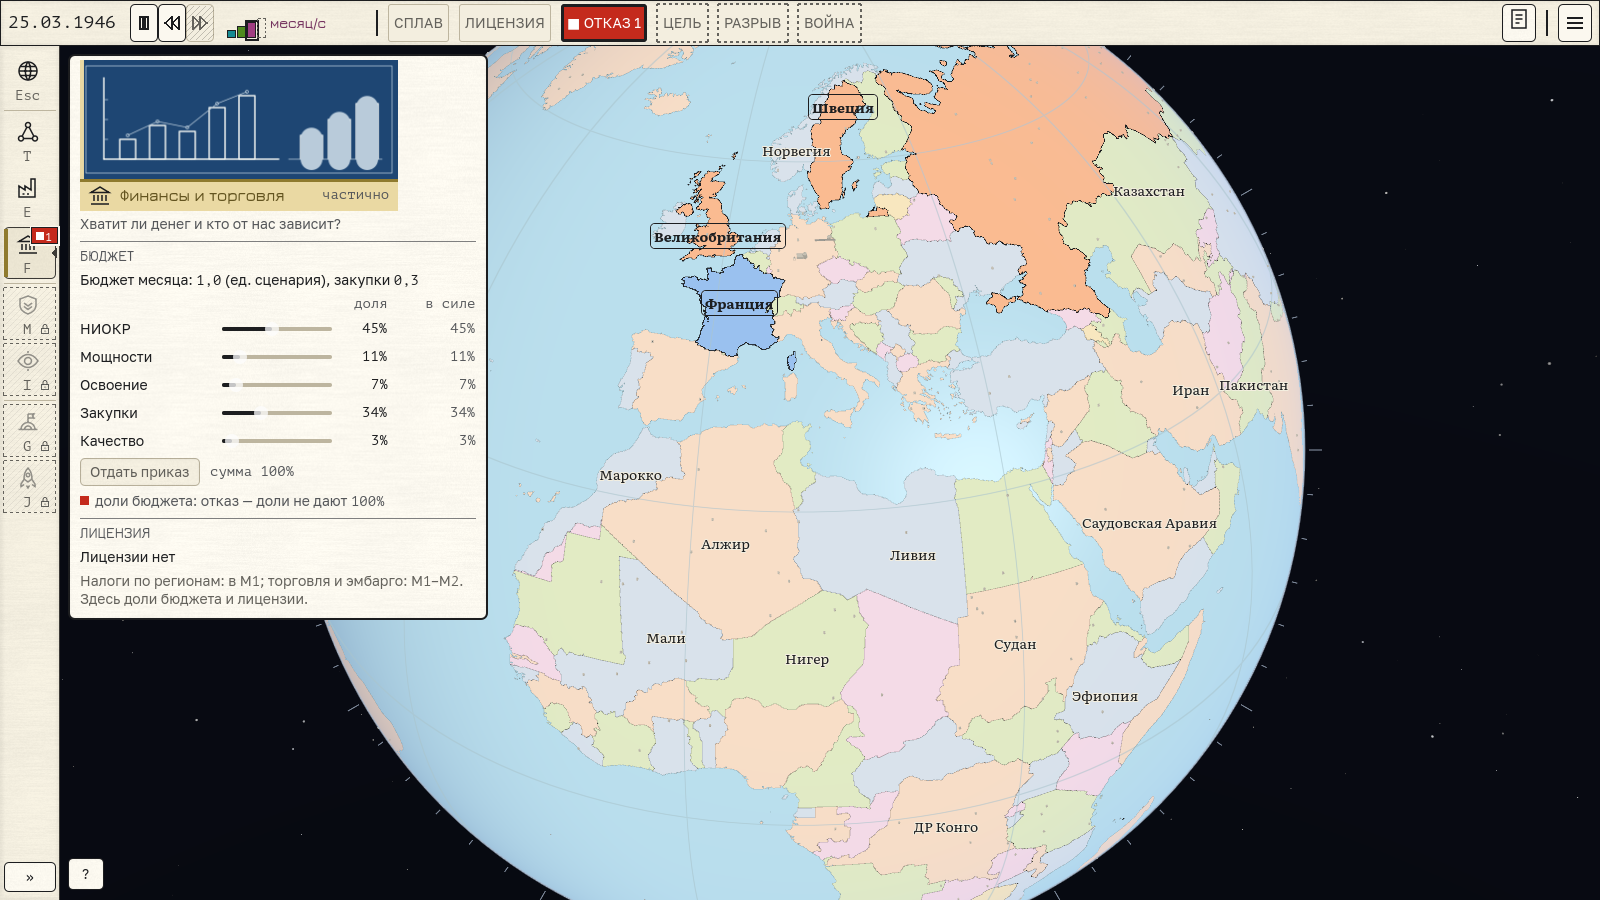 25.03.1946
месяц/с
СПЛАВ
ЛИЦЕНЗИЯ
ОТКАЗ 1
ЦЕЛЬ
РАЗРЫВ
ВОЙНА
Esc
T
E
1
F
M
I
G
J
»
?
Финансы и торговля частично
Хватит ли денег и кто от нас зависит?
БЮДЖЕТ
Бюджет месяца: 1,0 (ед. сценария), закупки 0,3
доля в силе
НИОКР 45% 45%
Мощности 11% 11%
Освоение 7% 7%
Закупки 34% 34%
Качество 3% 3%
Отдать приказ сумма 100%
доли бюджета: отказ — доли не дают 100%
ЛИЦЕНЗИЯ
Лицензии нет
Налоги по регионам: в М1; торговля и эмбарго: М1–М2.
Здесь доли бюджета и лицензии.
Швеция
Норвегия
Казахстан
Великобритания
Франция
Иран
Пакистан
Марокко
Саудовская Аравия
Алжир
Ливия
Мали
Нигер
Судан
Эфиопия
ДР Конго